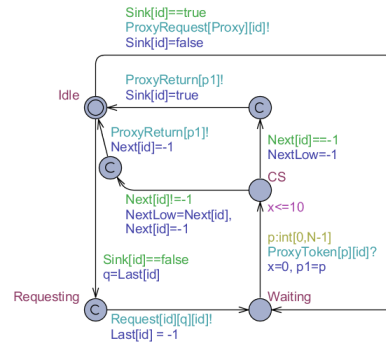 Sink[id]==true
ProxyRequest[Proxy][id]!
Sink[id]=false
Idle
ProxyReturn[p1]!
Sink[id]=true
C
ProxyReturn[p1]!
Next[id]=-1
C
Next[id]==-1
NextLow=-1
CS
x<=10
Next[id]!=-1
NextLow=Next[id],
Next[id]=-1
p:int[0,N-1]
ProxyToken[p][id]?
x=0, p1=p
Sink[id]==false
q=Last[id]
Requesting
C
Waiting
Request[id][q][id]!
Last[id] = -1